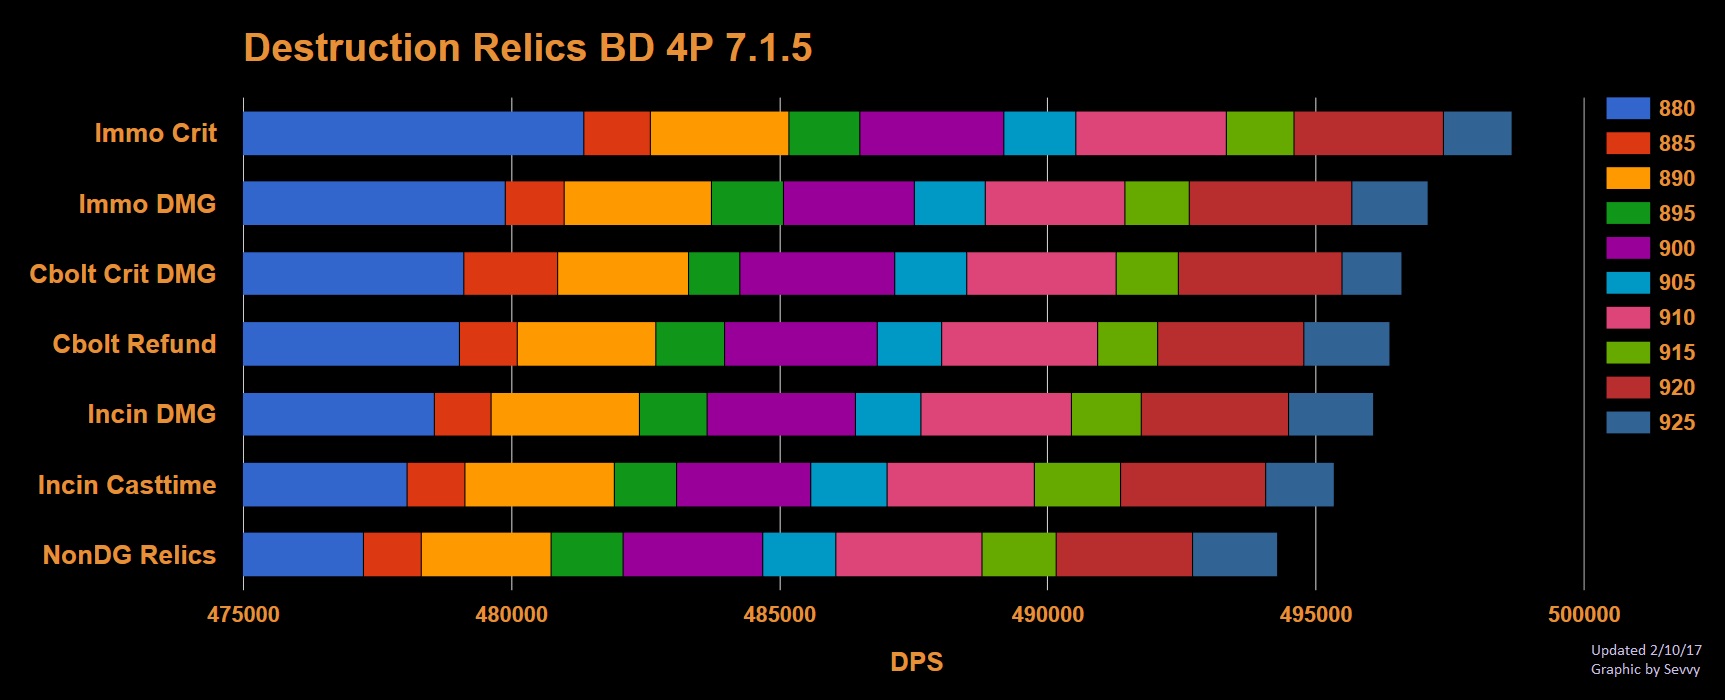 Destruction Relics BD 4P 7.1.5
Immo Crit
Immo DMG
Cbolt Crit DMG
Cbolt Refund
Incin DMG
Incin Casttime
NonDG Relics
880
885
890
895
900
905
910
915
920
925
475000 480000 485000 490000 495000 500000
DPS
Updated 2/10/17
Graphic by Sevvy